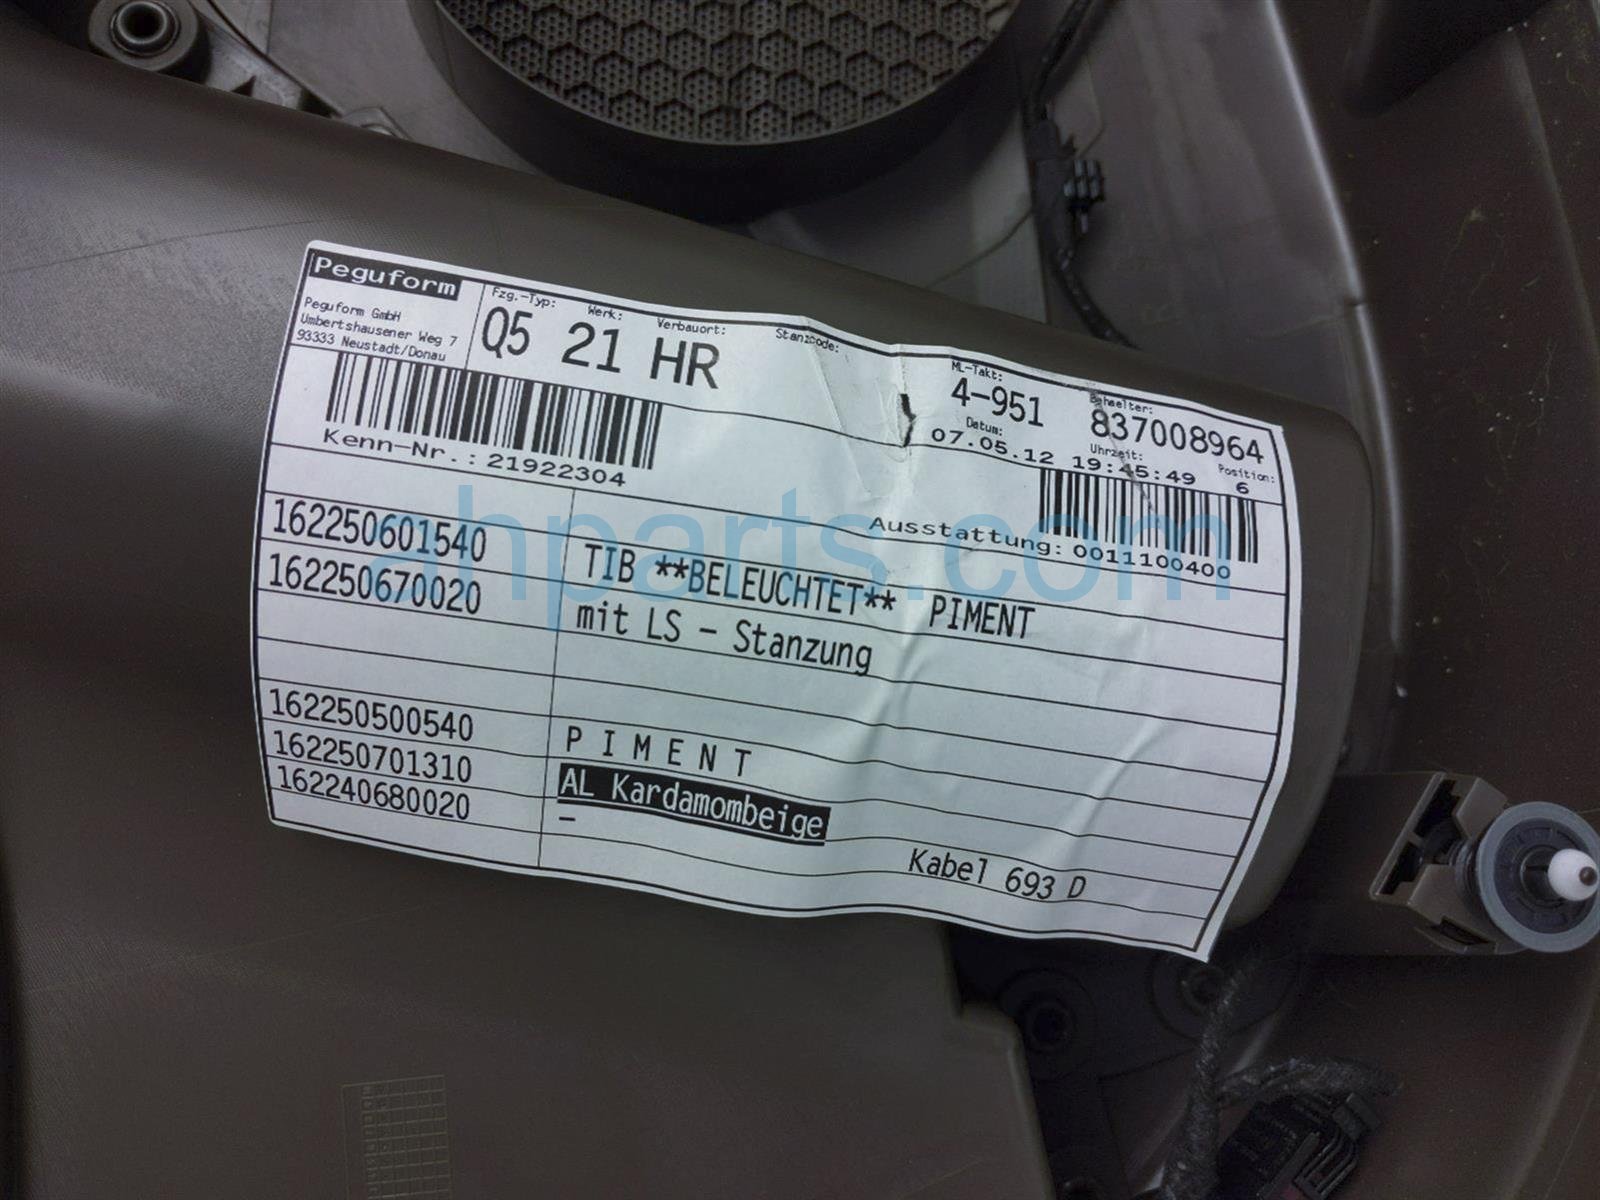 Peguform
Peguform GmbH
Umbertshausener Weg 7
93333 Neustadt/Donau
Fzg.-Typ: Werk: Verbauort: Stanzcode:
Q5 21 HR
ML-Takt: Behaelter:
4-951 837008964
Datum: Uhrzeit: Position:
07.05.12 19:45:49 6
Kenn-Nr.: 21922304
Ausstattung: 0011100400
162250601540 TIB **BELEUCHTET** PIMENT
162250670020 mit LS - Stanzung
162250500540 P I M E N T
162250701310 AL Kardamombeige
162240680020 -
Kabel 693 D
ahparts.com